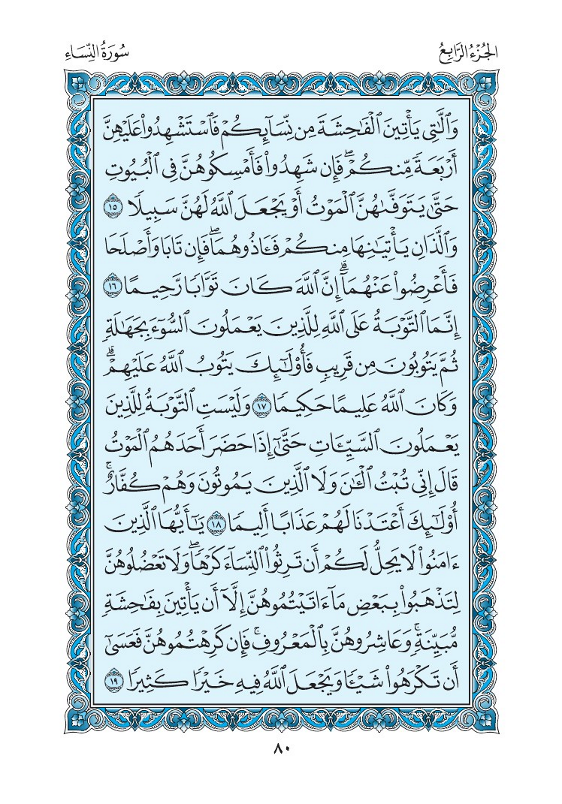 الجُزْءُ الرَّابِعُ
سُورَةُ النِّسَاءِ
وَٱلَّٰتِي يَأۡتِينَ ٱلۡفَٰحِشَةَ مِن نِّسَآئِكُمۡ فَٱسۡتَشۡهِدُواْ عَلَيۡهِنَّ
أَرۡبَعَةٗ مِّنكُمۡۖ فَإِن شَهِدُواْ فَأَمۡسِكُوهُنَّ فِي ٱلۡبُيُوتِ
حَتَّىٰ يَتَوَفَّىٰهُنَّ ٱلۡمَوۡتُ أَوۡ يَجۡعَلَ ٱللَّهُ لَهُنَّ سَبِيلٗا ١٥
وَٱلَّذَانِ يَأۡتِيَٰنِهَا مِنكُمۡ فَـَٔاذُوهُمَاۖ فَإِن تَابَا وَأَصۡلَحَا
فَأَعۡرِضُواْ عَنۡهُمَآۗ إِنَّ ٱللَّهَ كَانَ تَوَّابٗا رَّحِيمًا ١٦
إِنَّمَا ٱلتَّوۡبَةُ عَلَى ٱللَّهِ لِلَّذِينَ يَعۡمَلُونَ ٱلسُّوٓءَ بِجَهَٰلَةٖ
ثُمَّ يَتُوبُونَ مِن قَرِيبٖ فَأُوْلَٰٓئِكَ يَتُوبُ ٱللَّهُ عَلَيۡهِمۡۗ
وَكَانَ ٱللَّهُ عَلِيمًا حَكِيمٗا ١٧ وَلَيۡسَتِ ٱلتَّوۡبَةُ لِلَّذِينَ
يَعۡمَلُونَ ٱلسَّيِّـَٔاتِ حَتَّىٰٓ إِذَا حَضَرَ أَحَدَهُمُ ٱلۡمَوۡتُ
قَالَ إِنِّي تُبۡتُ ٱلۡـَٰٔنَ وَلَا ٱلَّذِينَ يَمُوتُونَ وَهُمۡ كُفَّارٌۚ
أُوْلَٰٓئِكَ أَعۡتَدۡنَا لَهُمۡ عَذَابًا أَلِيمٗا ١٨ يَٰٓأَيُّهَا ٱلَّذِينَ
ءَامَنُواْ لَا يَحِلُّ لَكُمۡ أَن تَرِثُواْ ٱلنِّسَآءَ كَرۡهٗاۖ وَلَا تَعۡضُلُوهُنَّ
لِتَذۡهَبُواْ بِبَعۡضِ مَآ ءَاتَيۡتُمُوهُنَّ إِلَّآ أَن يَأۡتِينَ بِفَٰحِشَةٖ
مُّبَيِّنَةٖۚ وَعَاشِرُوهُنَّ بِٱلۡمَعۡرُوفِۚ فَإِن كَرِهۡتُمُوهُنَّ فَعَسَىٰٓ
أَن تَكۡرَهُواْ شَيۡـٔٗا وَيَجۡعَلَ ٱللَّهُ فِيهِ خَيۡرٗا كَثِيرٗا ١٩
٨٠